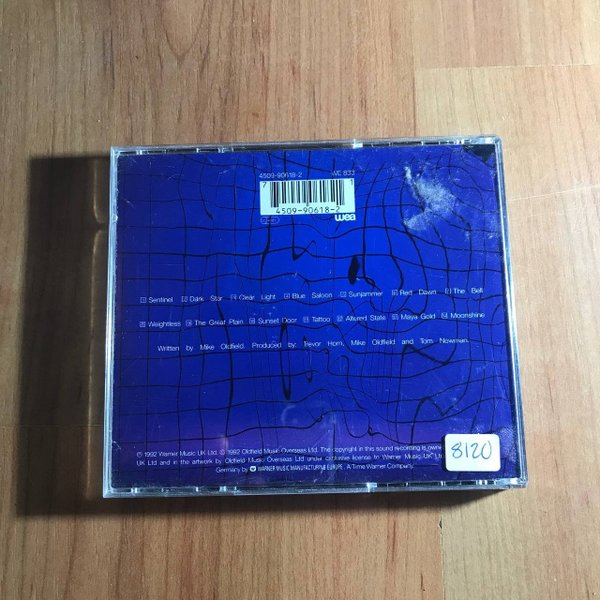 4509-90618-2 WE 833
7 1
4509-90618-2
wea
1 Sentinel 2 Dark Star 3 Clear Light 4 Blue Saloon 5 Sunjammer 6 Red Dawn 7 The Bell
8 Weightless 9 The Great Plain 10 Sunset Door 11 Tattoo 12 Altered State 13 Maya Gold 14 Moonshine
Written by Mike Oldfield. Produced by: Trevor Horn, Mike Oldfield and Tom Newman.
℗ 1992 Warner Music UK Ltd. © 1992 Oldfield Music Overseas Ltd. The copyright in this sound recording is owned
UK Ltd and in the artwork by Oldfield Music Overseas Ltd under exclusive license to Warner Music UK Ltd
Germany by WARNER MUSIC MANUFACTURING EUROPE. A Time Warner Company.
8120